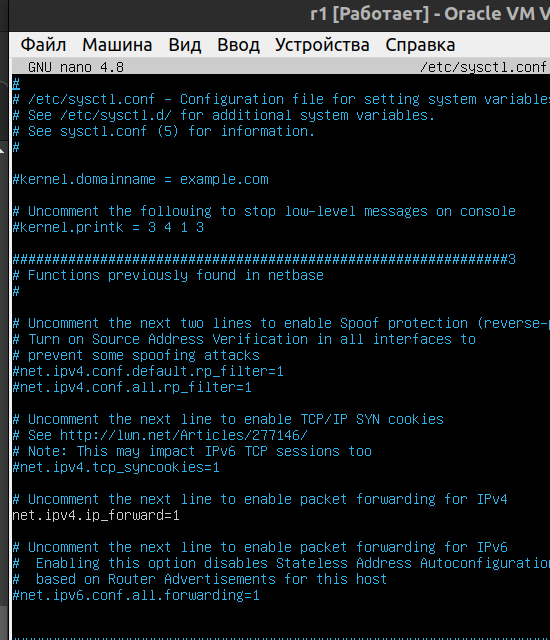 r1 [Работает] - Oracle VM V
Файл Машина Вид Ввод Устройства Справка
GNU nano 4.8 /etc/sysctl.conf
#
# /etc/sysctl.conf - Configuration file for setting system variables
# See /etc/sysctl.d/ for additional system variables.
# See sysctl.conf (5) for information.
#
#kernel.domainname = example.com
# Uncomment the following to stop low-level messages on console
#kernel.printk = 3 4 1 3
##############################################################3
# Functions previously found in netbase
#
# Uncomment the next two lines to enable Spoof protection (reverse-p
# Turn on Source Address Verification in all interfaces to
# prevent some spoofing attacks
#net.ipv4.conf.default.rp_filter=1
#net.ipv4.conf.all.rp_filter=1
# Uncomment the next line to enable TCP/IP SYN cookies
# See http://lwn.net/Articles/277146/
# Note: This may impact IPv6 TCP sessions too
#net.ipv4.tcp_syncookies=1
# Uncomment the next line to enable packet forwarding for IPv4
net.ipv4.ip_forward=1
# Uncomment the next line to enable packet forwarding for IPv6
#  Enabling this option disables Stateless Address Autoconfiguration
#  based on Router Advertisements for this host
#net.ipv6.conf.all.forwarding=1